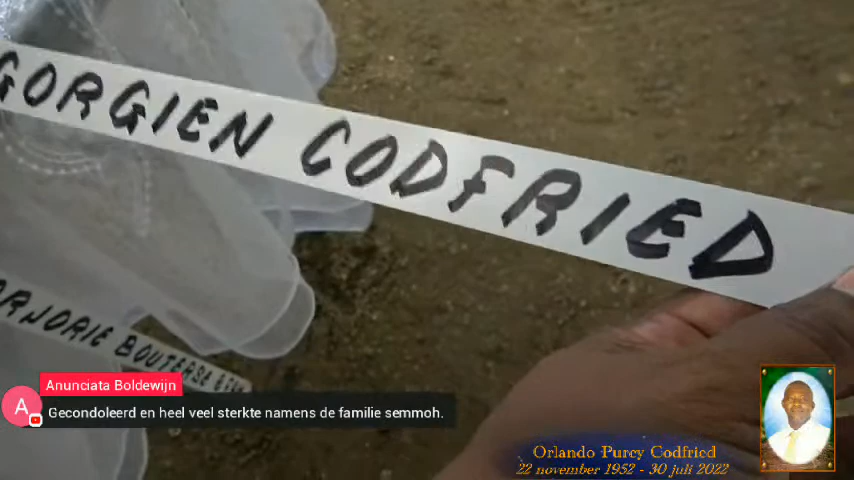 GORGIEN CODFRIED
BOUTERSE
Anunciata Boldewijn
A
Gecondoleerd en heel veel sterkte namens de familie semmoh.
Orlando Purcy Codfried
22 november 1952 - 30 juli 2022